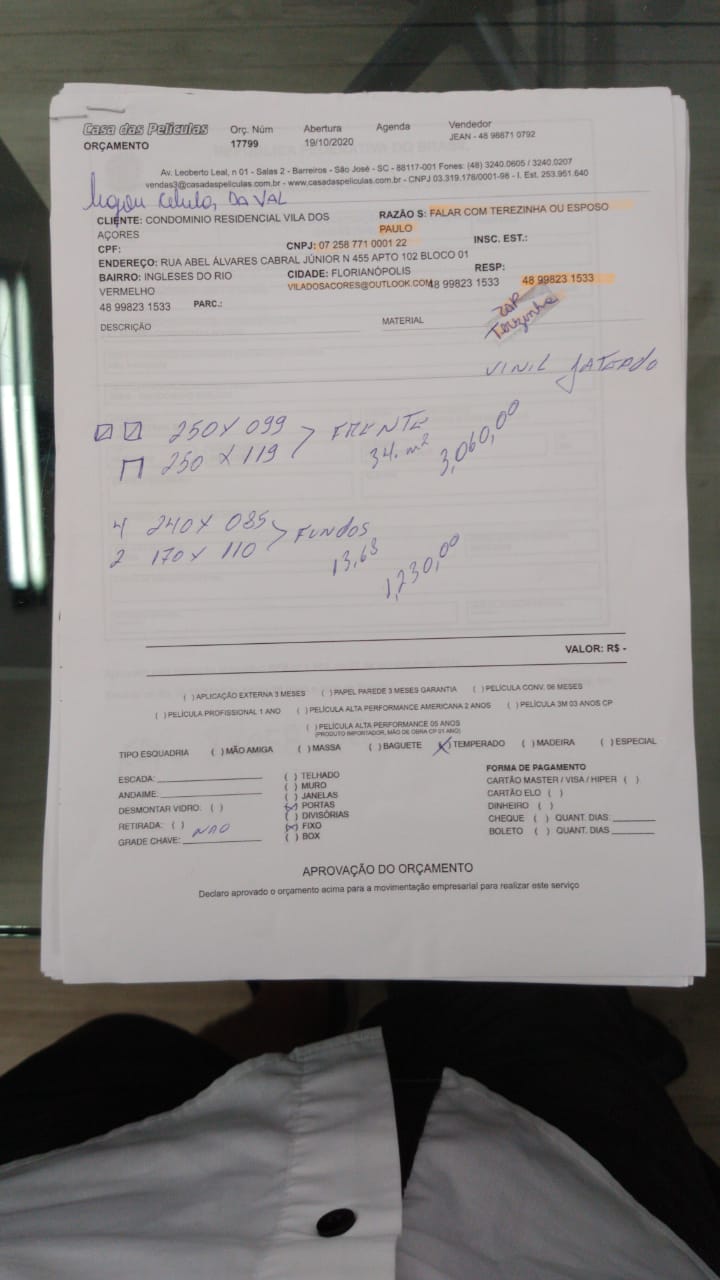 Casa das Películas Orç. Núm Abertura Agenda Vendedor
ORÇAMENTO 17799 19/10/2020 JEAN - 48 98871 0792
Av. Leoberto Leal, n 01 - Salas 2 - Barreiros - São José - SC - 88117-001 Fones: (48) 3240.0605 / 3240.0207
vendas3@casadaspeliculas.com.br - www.casadaspeliculas.com.br - CNPJ 03.319.178/0001-98 - I. Est. 253.951.640
DA VAL
CLIENTE: CONDOMINIO RESIDENCIAL VILA DOS AÇORES
RAZÃO S: FALAR COM TEREZINHA OU ESPOSO PAULO
CPF: CNPJ: 07 258 771 0001 22 INSC. EST.:
ENDEREÇO: RUA ABEL ÁLVARES CABRAL JÚNIOR N 455 APTO 102 BLOCO 01
BAIRRO: INGLESES DO RIO VERMELHO
CIDADE: FLORIANÓPOLIS RESP:
VILADOSACORES@OUTLOOK.COM 48 99823 1533 48 99823 1533
48 99823 1533 PARC.:
ZAP
Terezinha
DESCRIÇÃO MATERIAL
VINIL JATEADO
250 X 099
FRENTE
250 X 119
34. m² 3,060,00
4 240 X 085
FUNDOS
2 170 X 110
13,63 1,230,00
VALOR: R$ -
( ) APLICAÇÃO EXTERNA 3 MESES ( ) PAPEL PAREDE 3 MESES GARANTIA ( ) PELÍCULA CONV. 06 MESES
( ) PELÍCULA PROFISSIONAL 1 ANO ( ) PELÍCULA ALTA PERFORMANCE AMERICANA 2 ANOS ( ) PELÍCULA 3M 03 ANOS CP
( ) PELÍCULA ALTA PERFORMANCE 05 ANOS
(PRODUTO IMPORTADOR, MÃO DE OBRA CP 01 ANO)
TIPO ESQUADRIA ( ) MÃO AMIGA ( ) MASSA ( ) BAGUETE (X) TEMPERADO ( ) MADEIRA ( ) ESPECIAL
ESCADA: ( ) TELHADO FORMA DE PAGAMENTO
ANDAIME: ( ) MURO CARTÃO MASTER / VISA / HIPER ( )
( ) JANELAS CARTÃO ELO ( )
DESMONTAR VIDRO: ( ) (X) PORTAS DINHEIRO ( )
RETIRADA: ( ) NÃO ( ) DIVISÓRIAS CHEQUE ( ) QUANT. DIAS:
(X) FIXO BOLETO ( ) QUANT. DIAS
GRADE CHAVE: ( ) BOX
APROVAÇÃO DO ORÇAMENTO
Declaro aprovado o orçamento acima para a movimentação empresarial para realizar este serviço